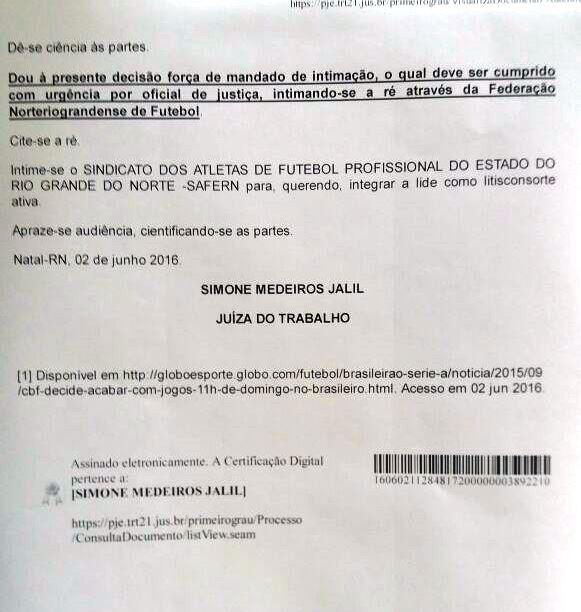 https://pje.trt21.jus.br/primeirograu/
Dê-se ciência às partes.
Dou à presente decisão força de mandado de intimação, o qual deve ser cumprido
com urgência por oficial de justiça, intimando-se a ré através da Federação
Norteriograndense de Futebol.
Cite-se a ré.
Intime-se o SINDICATO DOS ATLETAS DE FUTEBOL PROFISSIONAL DO ESTADO DO
RIO GRANDE DO NORTE -SAFERN para, querendo, integrar a lide como litisconsorte
ativa.
Apraze-se audiência, cientificando-se as partes.
Natal-RN, 02 de junho 2016.
SIMONE MEDEIROS JALIL
JUÍZA DO TRABALHO
[1] Disponivel em http://globoesporte.globo.com/futebol/brasileirao-serie-a/noticia/2015/09
/cbf-decide-acabar-com-jogos-11h-de-domingo-no-brasileiro.html. Acesso em 02 jun 2016.
Assinado eletronicamente. A Certificação Digital
pertence a:
[SIMONE MEDEIROS JALIL]
16060211284817200000003892210
https://pje.trt21.jus.br/primeirograu/Processo
/ConsultaDocumento/listView.seam